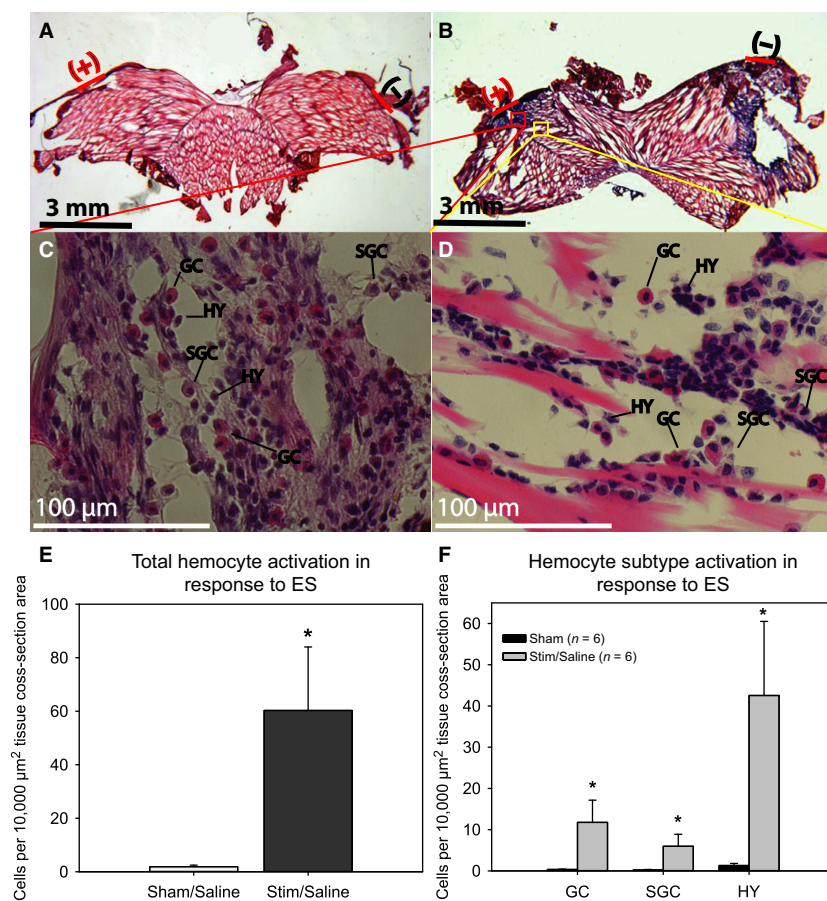 A
B
(+)
(-)
(+)
(-)
3 mm
3 mm
C
GC
SGC
HY
SGC
HY
GC
100 µm
D
GC
HY
SGC
HY
GC
SGC
100 µm
E
Total hemocyte activation in
response to ES
Cells per 10,000 µm² tissue coss-section area
100
80
60
40
20
0
*
Sham/Saline
Stim/Saline
F
Hemocyte subtype activation in
response to ES
Cells per 10,000 µm² tissue coss-section area
60
50
40
30
20
10
0
Sham (n = 6)
Stim/Saline (n = 6)
*
*
*
GC
SGC
HY